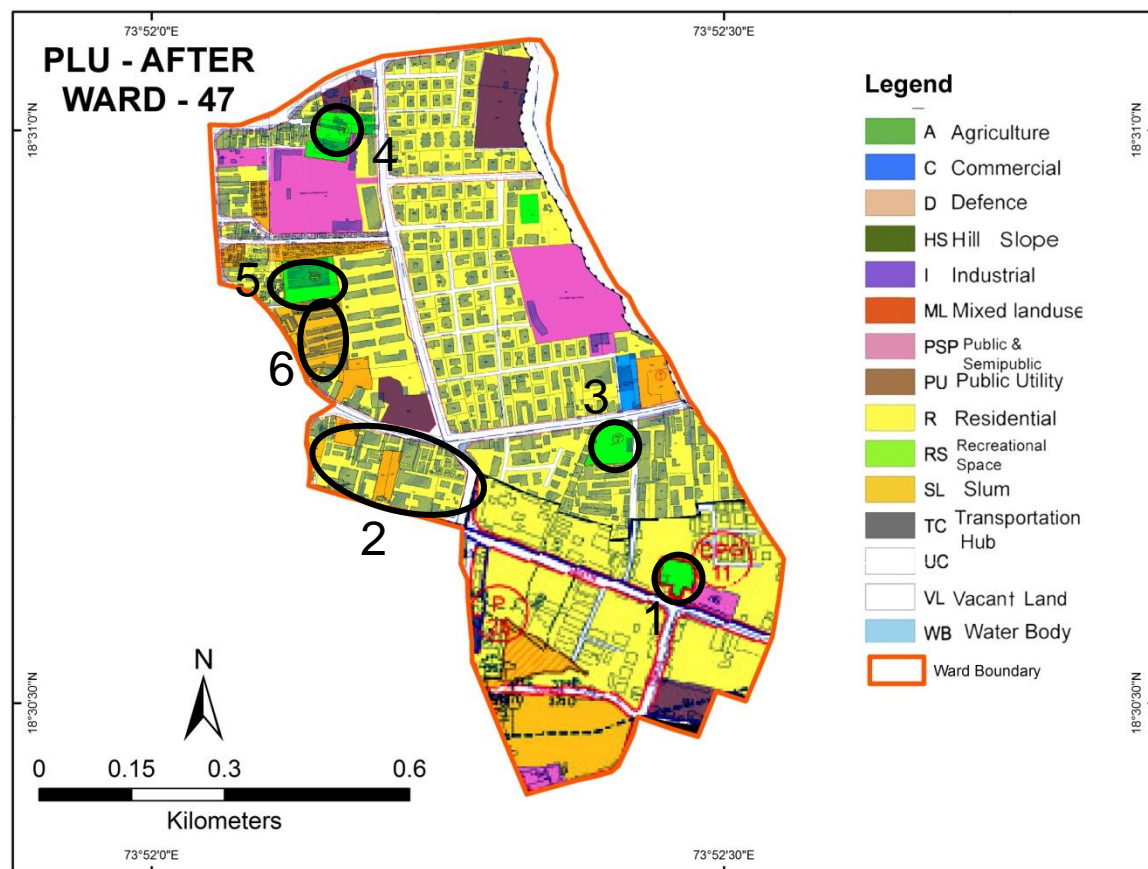 73°52'0"E
73°52'30"E
PLU - AFTER
WARD - 47
18°31'0"N
18°31'0"N
Legend
A Agriculture
C Commercial
D Defence
HS Hill Slope
I Industrial
ML Mixed landuse
PSP Public &
Semipublic
PU Public Utility
R Residential
RS Recreational
Space
SL Slum
TC Transportation
Hub
UC
VL Vacant Land
WB Water Body
Ward Boundary
4
5
6
3
2
1
P
11
N
18°30'30"N
18°30'30"N
0 0.15 0.3 0.6
Kilometers
73°52'0"E
73°52'30"E